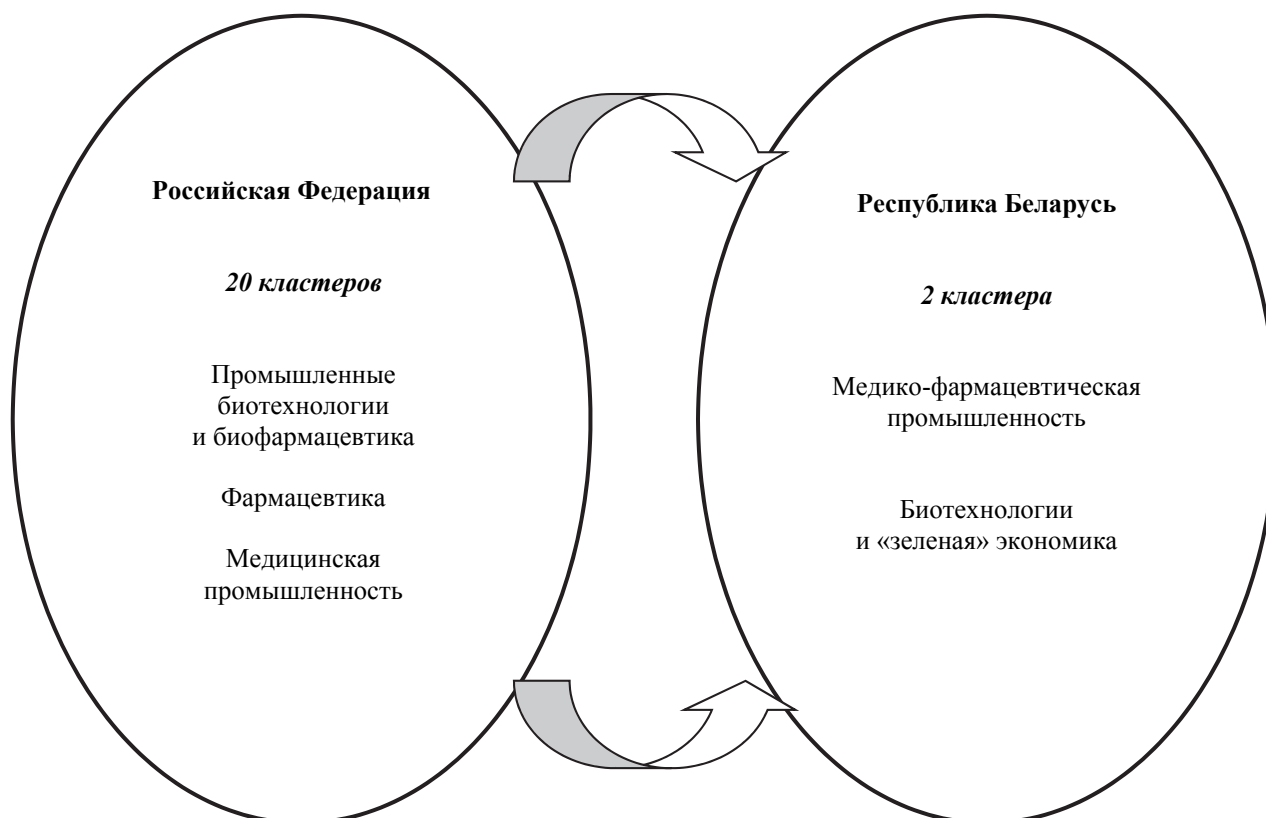 Российская Федерация
20 кластеров
Промышленные
биотехнологии
и биофармацевтика
Фармацевтика
Медицинская
промышленность
Республика Беларусь
2 кластера
Медико-фармацевтическая
промышленность
Биотехнологии
и «зеленая» экономика